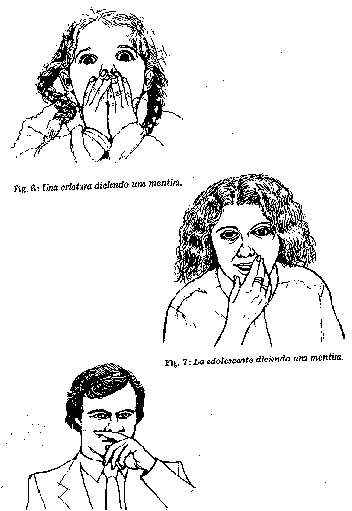 Fig. 6: Una criatura diciendo una mentira.
Fig. 7: La adolescente diciendo una mentira.